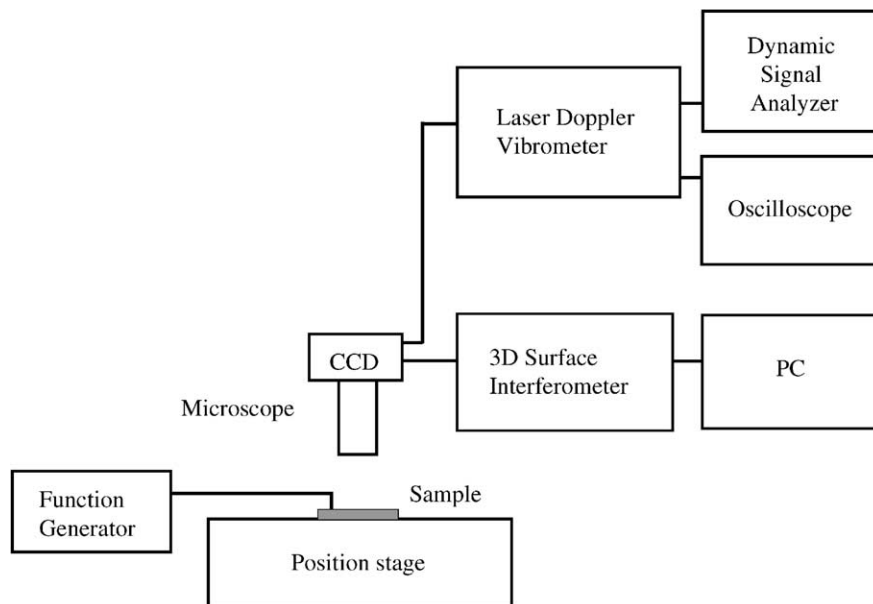 Dynamic
Signal
Analyzer
Laser Doppler
Vibrometer
Oscilloscope
CCD
3D Surface
Interferometer
PC
Microscope
Function
Generator
Sample
Position stage